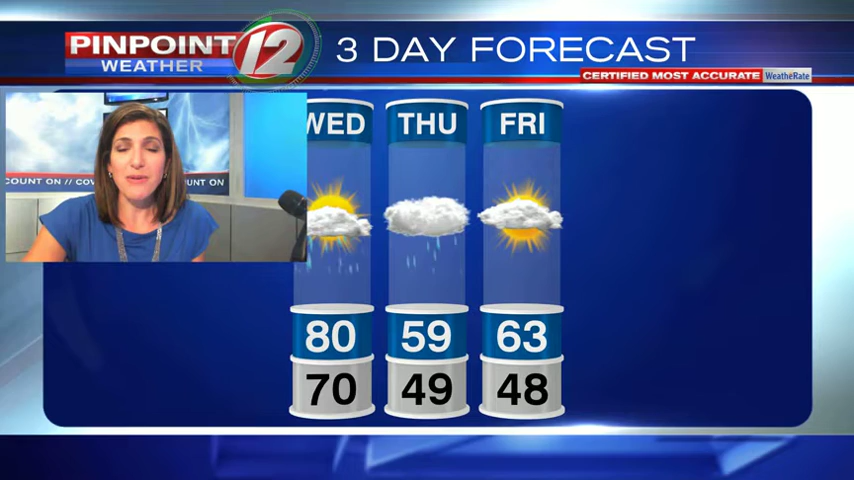 PINPOINT 12
WEATHER
3 DAY FORECAST
CERTIFIED MOST ACCURATE WeatheRate
WED THU FRI
COUNT ON // COV
UNT ON
80 59 63
70 49 48